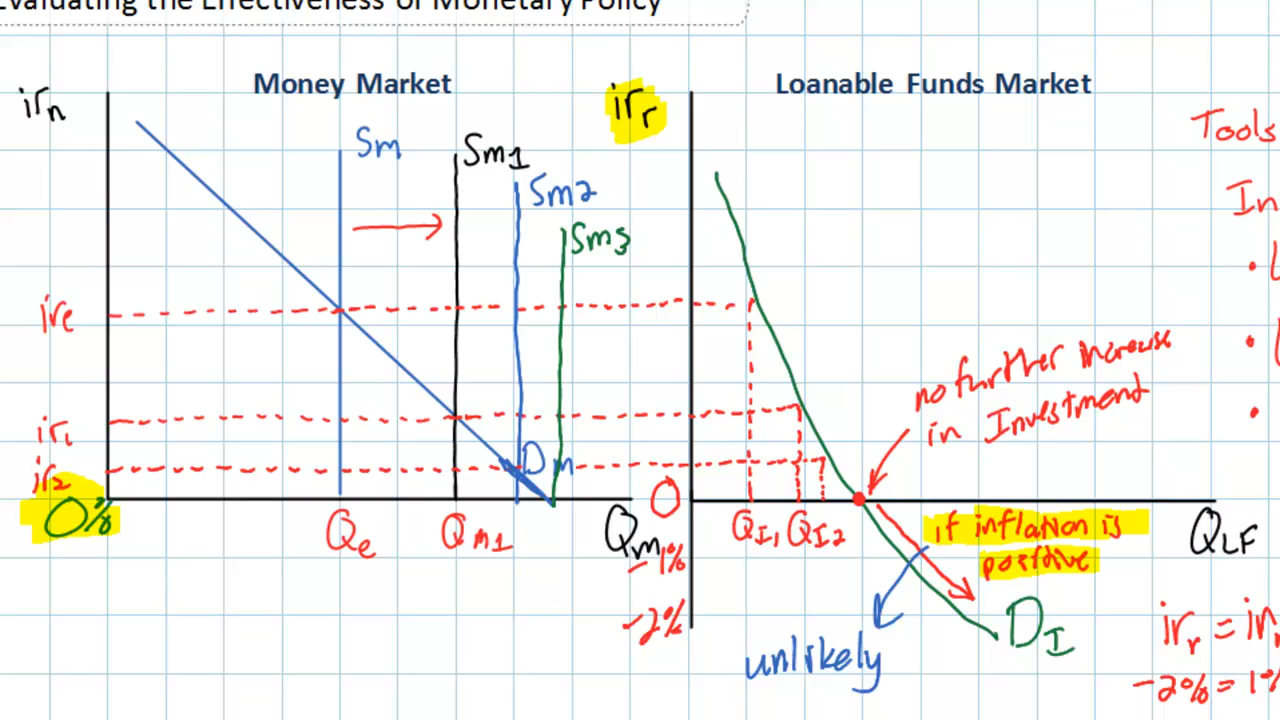 Evaluating the Effectiveness of Monetary Policy
Money Market
Loanable Funds Market
irn
Sm
Sm1
Sm2
Sm3
ire
ir1
ir2
0%
Dm
Qe
Qm1
Qm
irr
0
-1%
-2%
QI1
QI2
no further increase
in Investment
if inflation is
positive
unlikely
DI
QLF
Tools
In
irr = irn
-2% = 1%